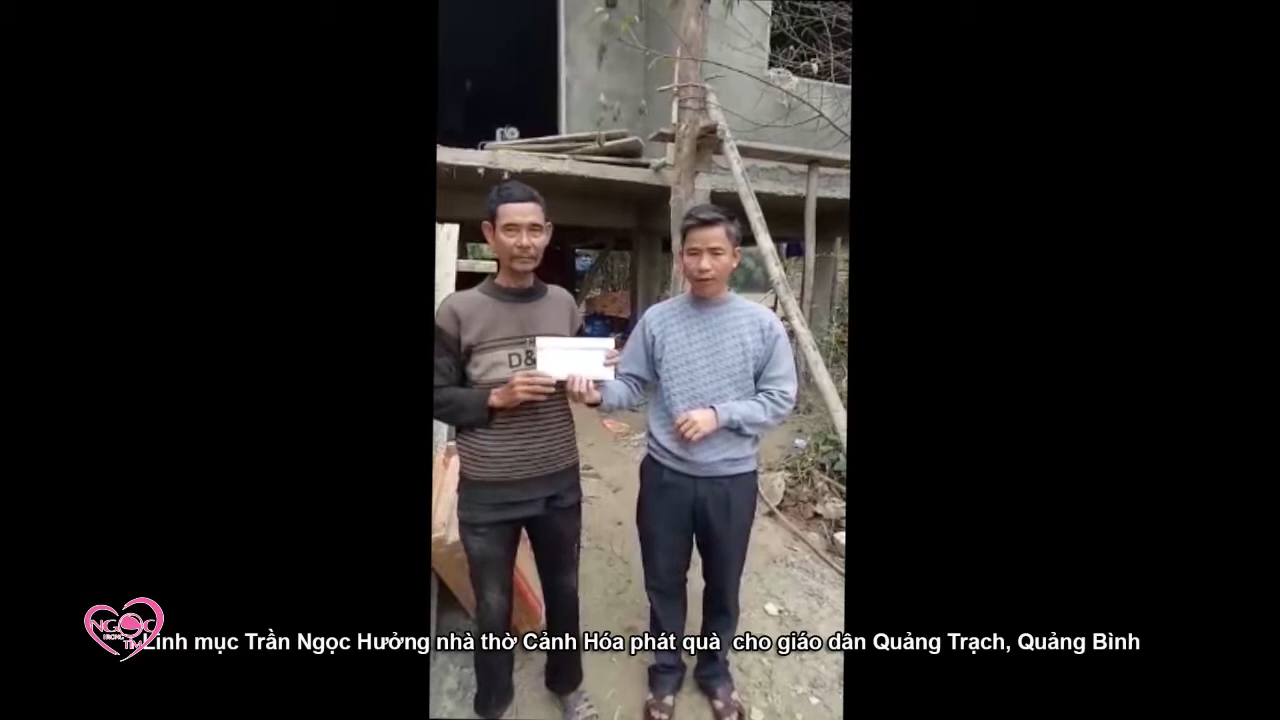 D&
NGỌC
TRONG
TIM
Linh mục Trần Ngọc Hưởng nhà thờ Cảnh Hóa phát quà cho giáo dân Quảng Trạch, Quảng Bình